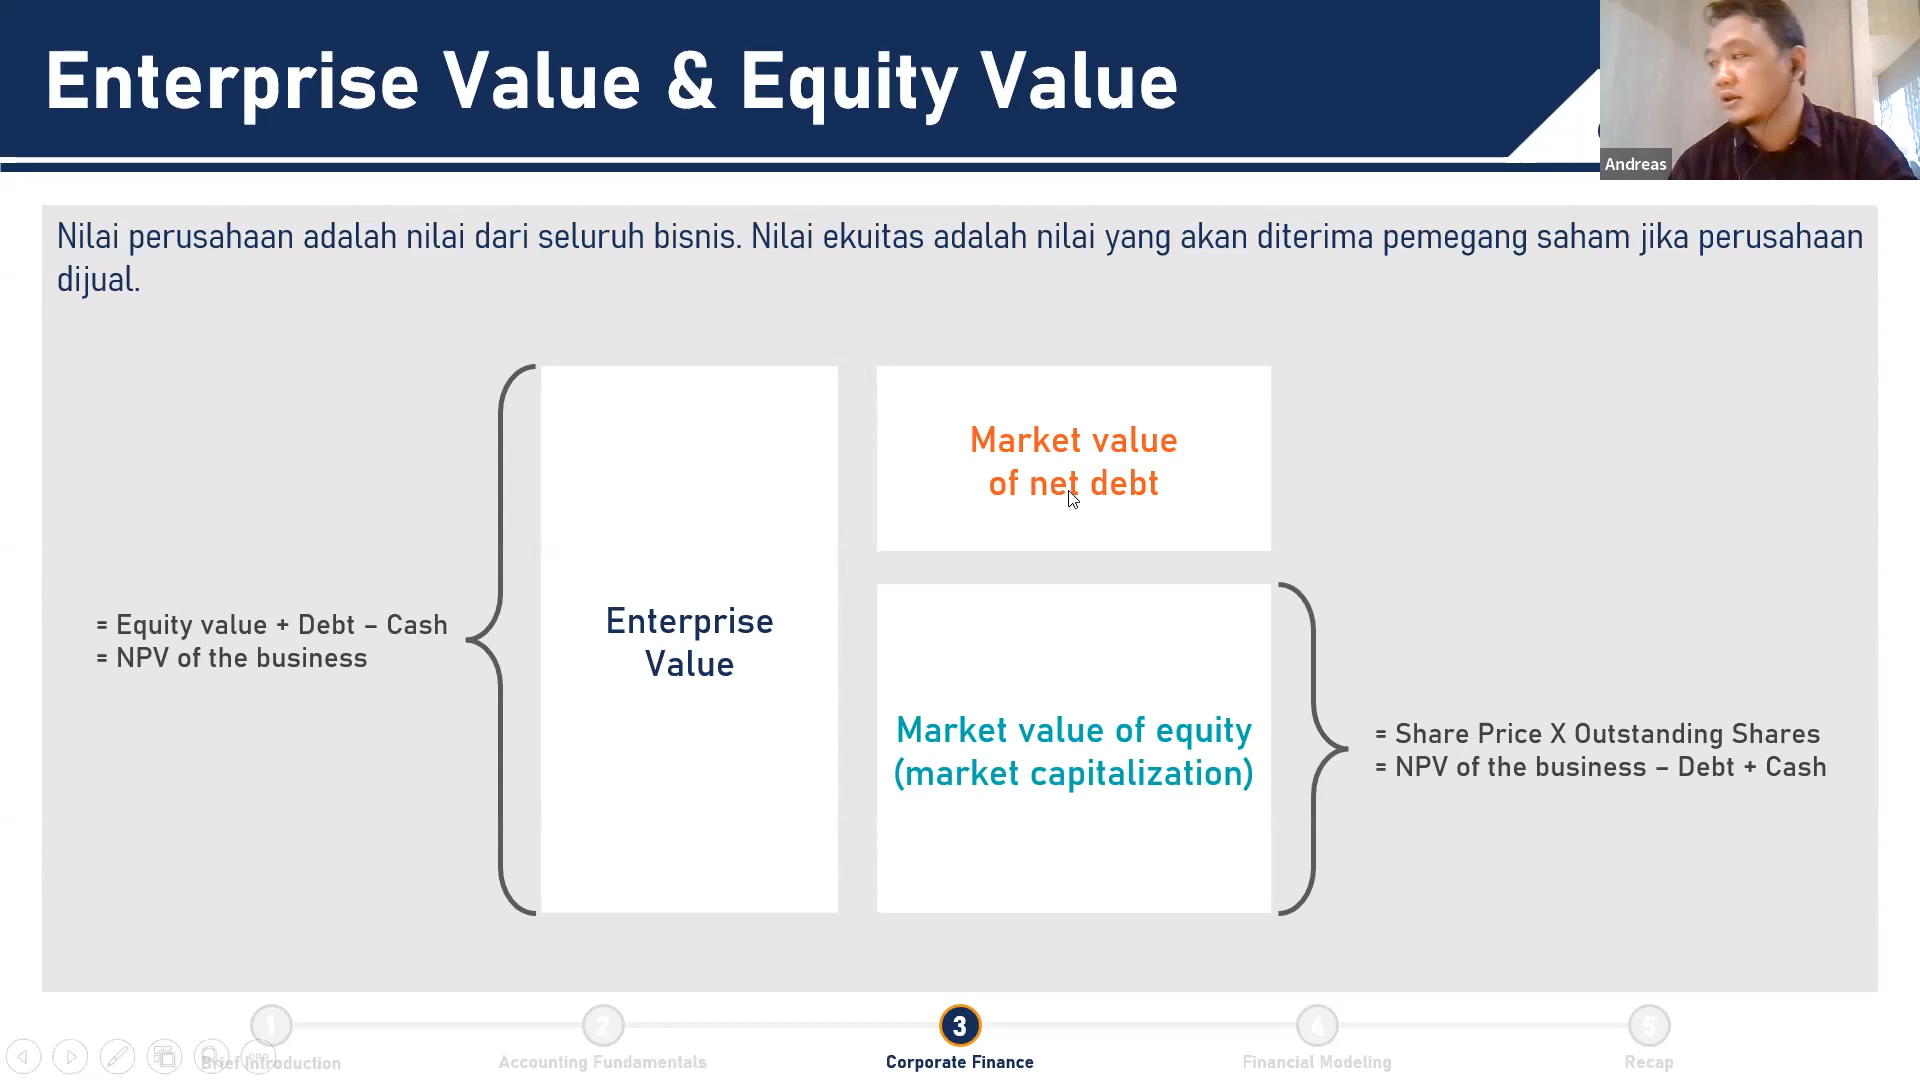 Enterprise Value & Equity Value
Andreas
Nilai perusahaan adalah nilai dari seluruh bisnis. Nilai ekuitas adalah nilai yang akan diterima pemegang saham jika perusahaan
dijual.
= Equity value + Debt – Cash
= NPV of the business
Enterprise
Value
Market value
of net debt
Market value of equity
(market capitalization)
= Share Price X Outstanding Shares
= NPV of the business – Debt + Cash
1
Brief Introduction
2
Accounting Fundamentals
3
Corporate Finance
4
Financial Modeling
5
Recap